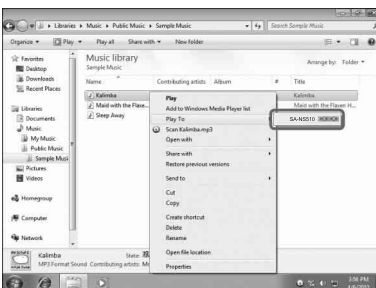 Libraries ▸ Music ▸ Public Music ▸ Sample Music
Search Sample Music
Organize ▾ Play ▾ Play all Share with ▾ New folder
Favorites
Desktop
Downloads
Recent Places
Libraries
Documents
Music
My Music
Public Music
Sample Musi
Pictures
Videos
Homegroup
Computer
Network
Music library
Sample Music
Arrange by: Folder ▾
Name Contributing artists Album # Title
Kalimba
Maid with the Flaxe...
Sleep Away
Kalimba
Maid with the Flaxen H...
Play
Add to Windows Media Player list
Play To
Scan Kalimba.mp3
Open with
Share with
Restore previous versions
Send to
Cut
Copy
Create shortcut
Delete
Rename
Open file location
Properties
SA-NS510
Kalimba
MP3 Format Sound
State:
Contributing artists:
3:56 PM